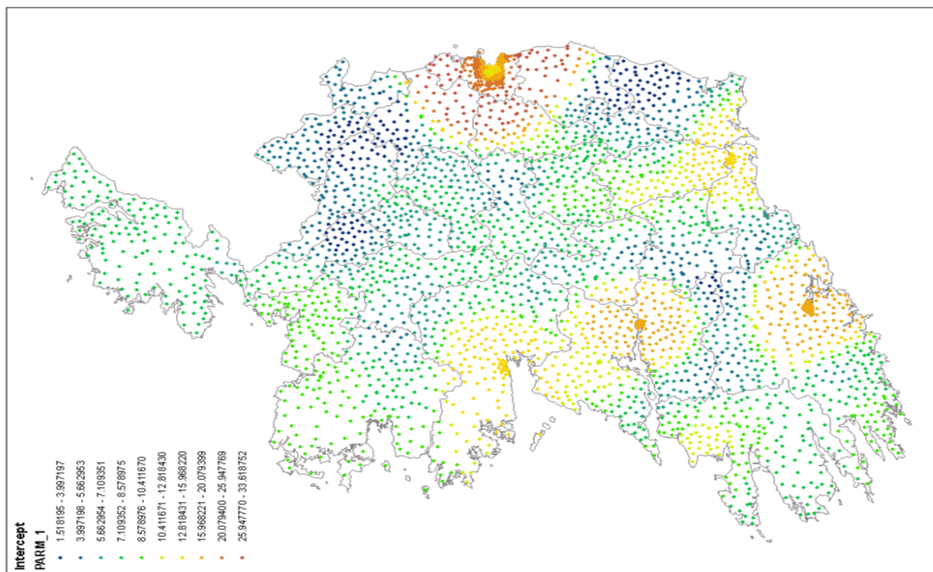 Intercept
PARM_1
1.518195 - 3.997197
3.997198 - 5.662953
5.662954 - 7.109351
7.109352 - 8.578975
8.578976 - 10.411670
10.411671 - 12.818430
12.818431 - 15.968220
15.968221 - 20.079399
20.079400 - 25.947769
25.947770 - 33.618752